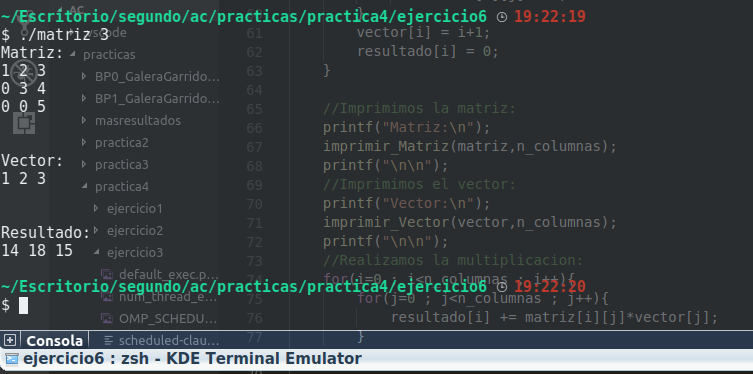 ~/Escritorio/segundo/ac/practicas/practica4/ejercicio6 19:22:19
$ ./matriz 3
Matriz:
1 2 3
0 3 4
0 0 5
Vector:
1 2 3
Resultado:
14 18 15
~/Escritorio/segundo/ac/practicas/practica4/ejercicio6 19:22:20
$
AC
vscode
practicas
BP0_GaleraGarrido...
BP1_GaleraGarrido...
masresultados
practica2
practica3
practica4
ejercicio1
ejercicio2
ejercicio3
default_exec.p...
num_thread_e...
OMP_SCHEDU...
scheduled-clau...
}
61 vector[i] = i+1;
62 resultado[i] = 0;
63 }
64
65 //Imprimimos la matriz:
66 printf("Matriz:\n");
67 imprimir_Matriz(matriz,n_columnas);
68 printf("\n\n");
69 //Imprimimos el vector:
70 printf("Vector:\n");
71 imprimir_Vector(vector,n_columnas);
72 printf("\n\n");
73 //Realizamos la multiplicacion:
74 for(i=0 ; i<n_columnas ; i++){
75 for(j=0 ; j<n_columnas ; j++){
76 resultado[i] += matriz[i][j]*vector[j];
77 }
Consola
ejercicio6 : zsh - KDE Terminal Emulator